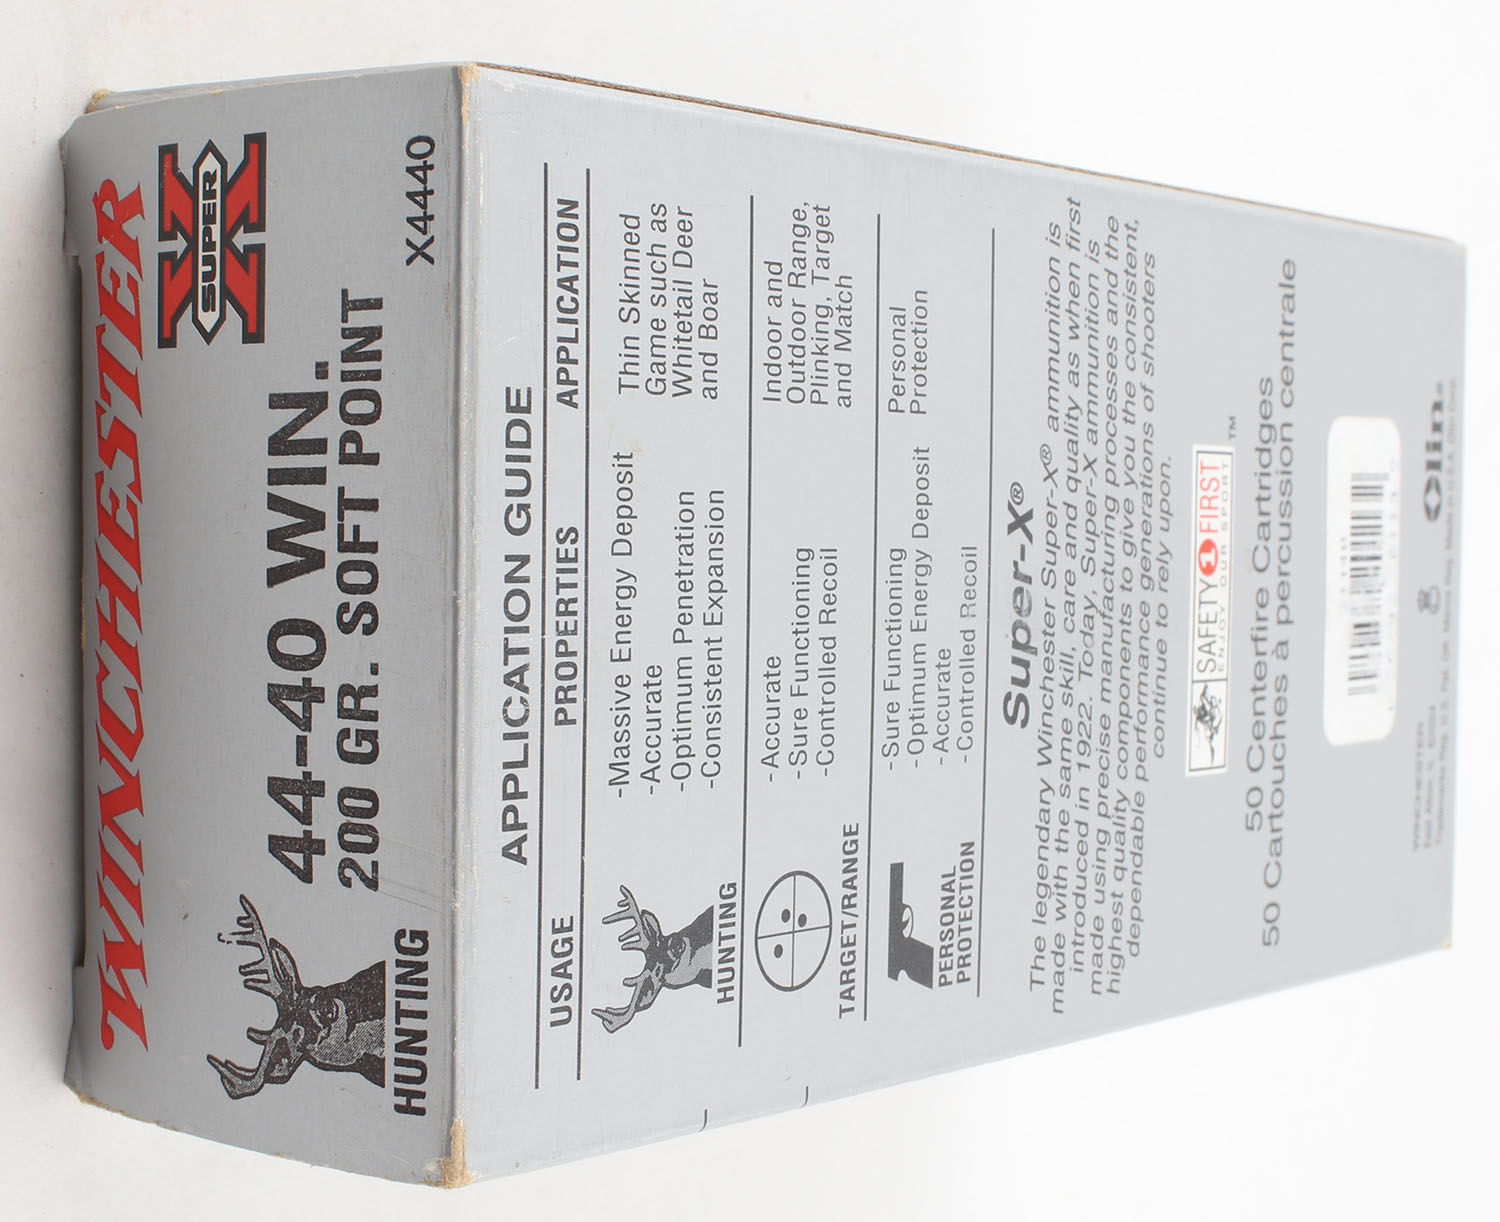 WINCHESTER
SUPER X
44-40 WIN.
200 GR. SOFT POINT
HUNTING
X4440
APPLICATION GUIDE
USAGE PROPERTIES APPLICATION
HUNTING
-Massive Energy Deposit
-Accurate
-Optimum Penetration
-Consistent Expansion
Thin Skinned
Game such as
Whitetail Deer
and Boar
TARGET/RANGE
-Accurate
-Sure Functioning
-Controlled Recoil
Indoor and
Outdoor Range,
Plinking, Target
and Match
PERSONAL
PROTECTION
-Sure Functioning
-Optimum Energy Deposit
-Accurate
-Controlled Recoil
Personal
Protection
Super-X®
The legendary Winchester Super-X® ammunition is
made with the same skill, care and quality as when first
introduced in 1922. Today, Super-X ammunition is
made using precise manufacturing processes and the
highest quality components to give you the consistent,
dependable performance generations of shooters
continue to rely upon.
SAFETY 1 FIRST™
ENJOY OUR SPORT
50 Centerfire Cartridges
50 Cartouches à percussion centrale
WINCHESTER
Olin®